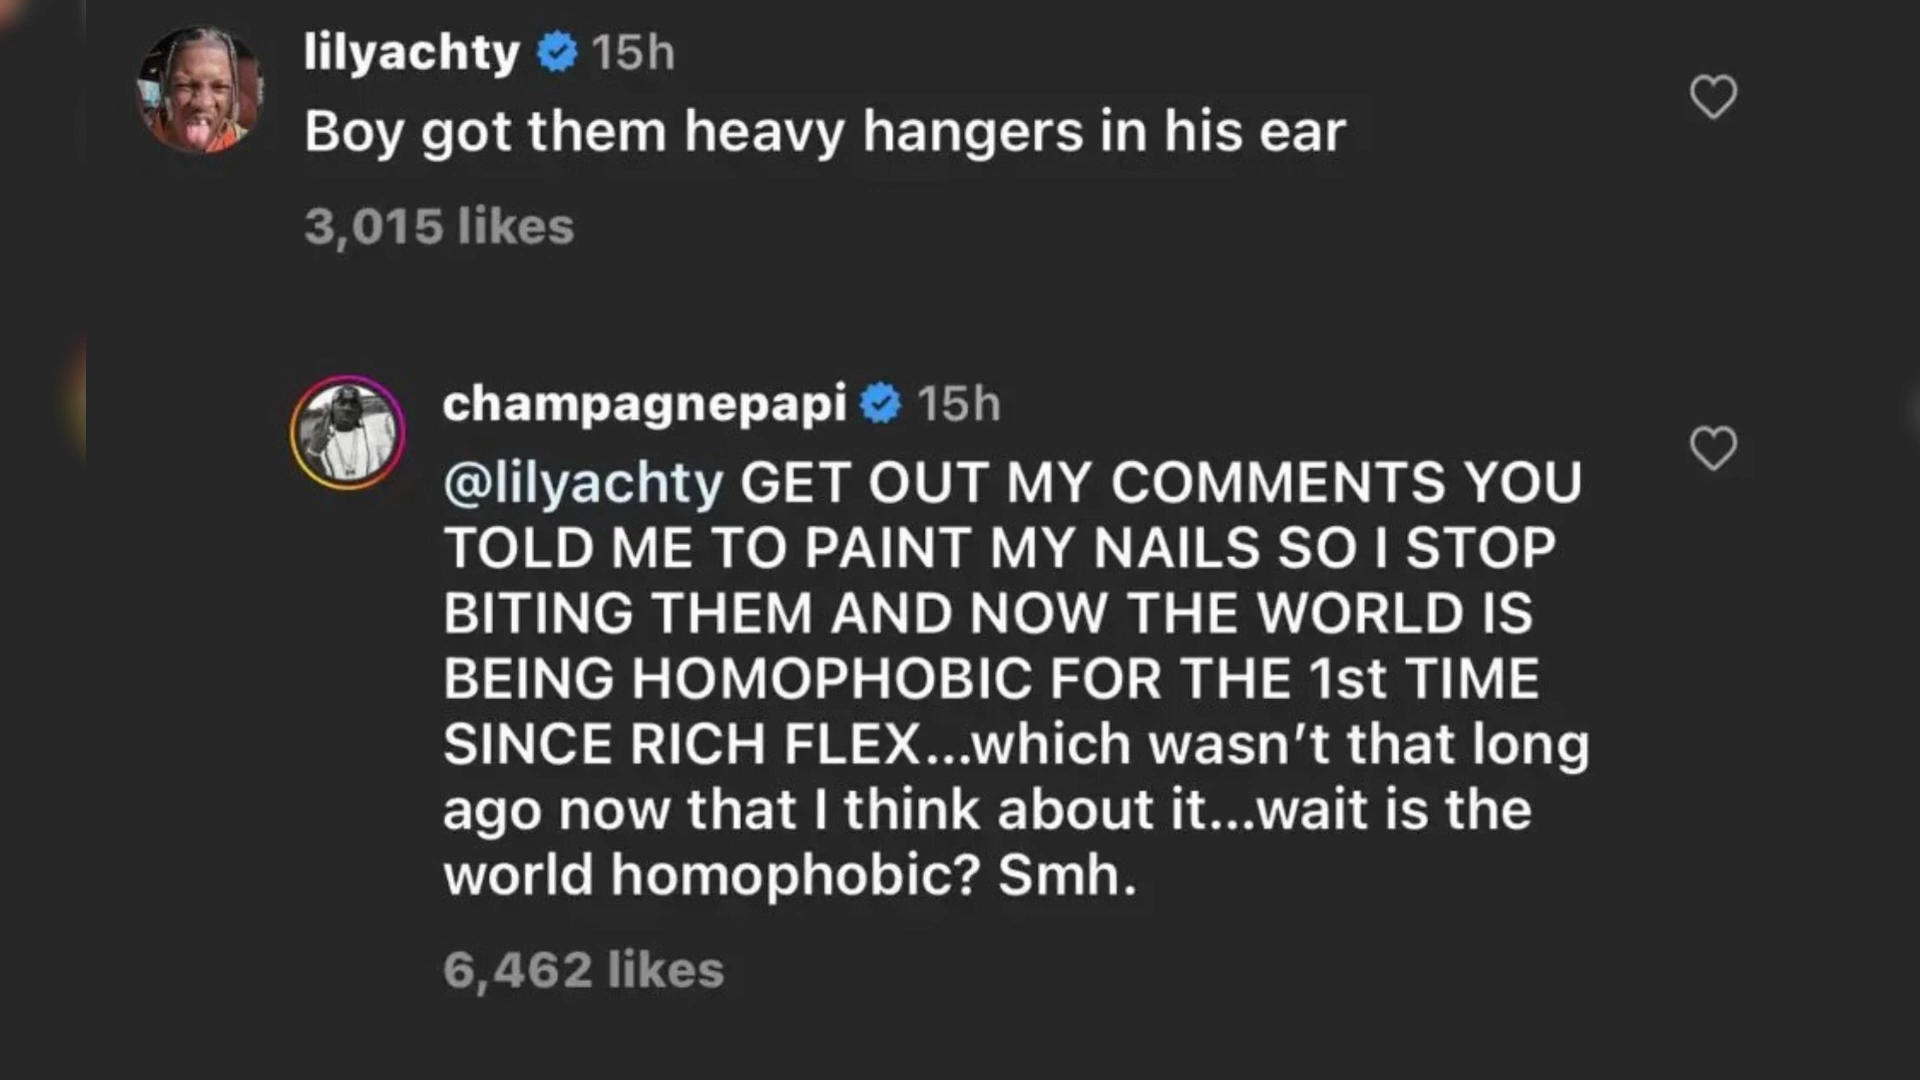 lilyachty 15h
Boy got them heavy hangers in his ear
3,015 likes
champagnepapi 15h
@lilyachty GET OUT MY COMMENTS YOU
TOLD ME TO PAINT MY NAILS SO I STOP
BITING THEM AND NOW THE WORLD IS
BEING HOMOPHOBIC FOR THE 1st TIME
SINCE RICH FLEX...which wasn’t that long
ago now that I think about it...wait is the
world homophobic? Smh.
6,462 likes